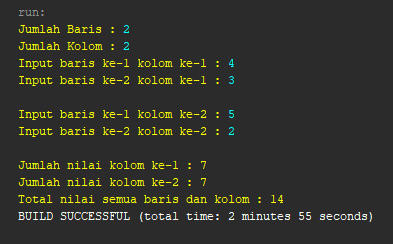 run:
Jumlah Baris : 2
Jumlah Kolom : 2
Input baris ke-1 kolom ke-1 : 4
Input baris ke-2 kolom ke-1 : 3
Input baris ke-1 kolom ke-2 : 5
Input baris ke-2 kolom ke-2 : 2
Jumlah nilai kolom ke-1 : 7
Jumlah nilai kolom ke-2 : 7
Total nilai semua baris dan kolom : 14
BUILD SUCCESSFUL (total time: 2 minutes 55 seconds)